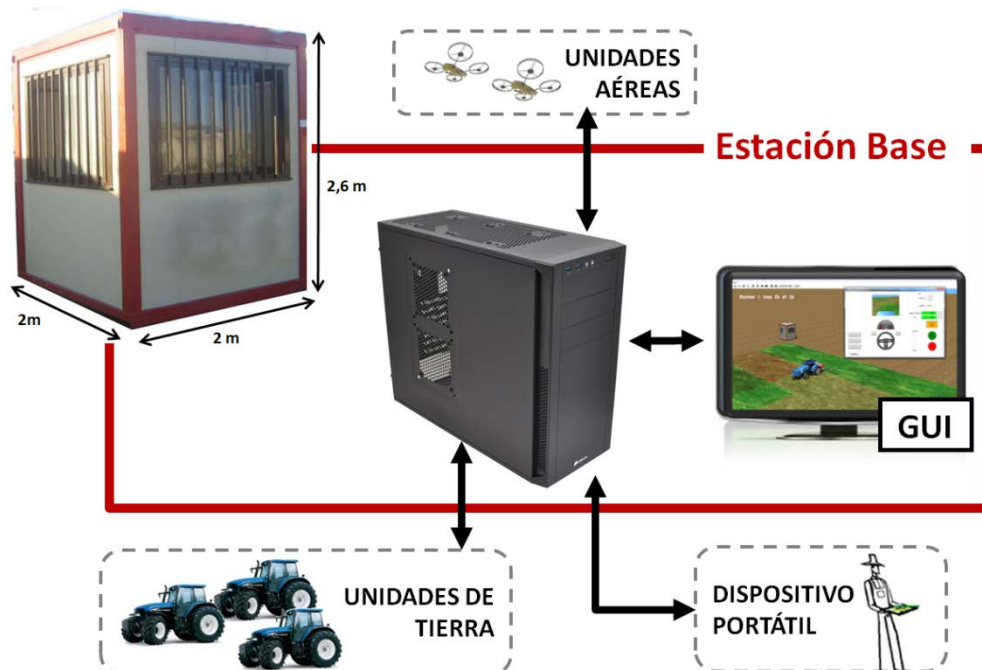 UNIDADES
AÉREAS
Estación Base
2,6 m
2m
2 m
GUI
UNIDADES DE
TIERRA
DISPOSITIVO
PORTÁTIL